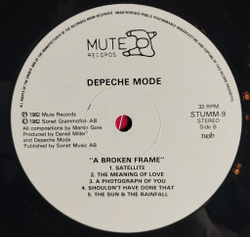 MUTE
RECORDS
DEPECHE MODE
33 RPM
STUMM-9
STEREO
Side B
ncb
℗ 1982 Mute Records
© 1982 Sonet Grammofon AB
All compositions by Martin Gore
Produced by Daniel Miller
and Depeche Mode
Published by Sonet Music AB
"A BROKEN FRAME"
1. SATELLITE
2. THE MEANING OF LOVE
3. A PHOTOGRAPH OF YOU
4. SHOULDN'T HAVE DONE THAT
5. THE SUN & THE RAINFALL